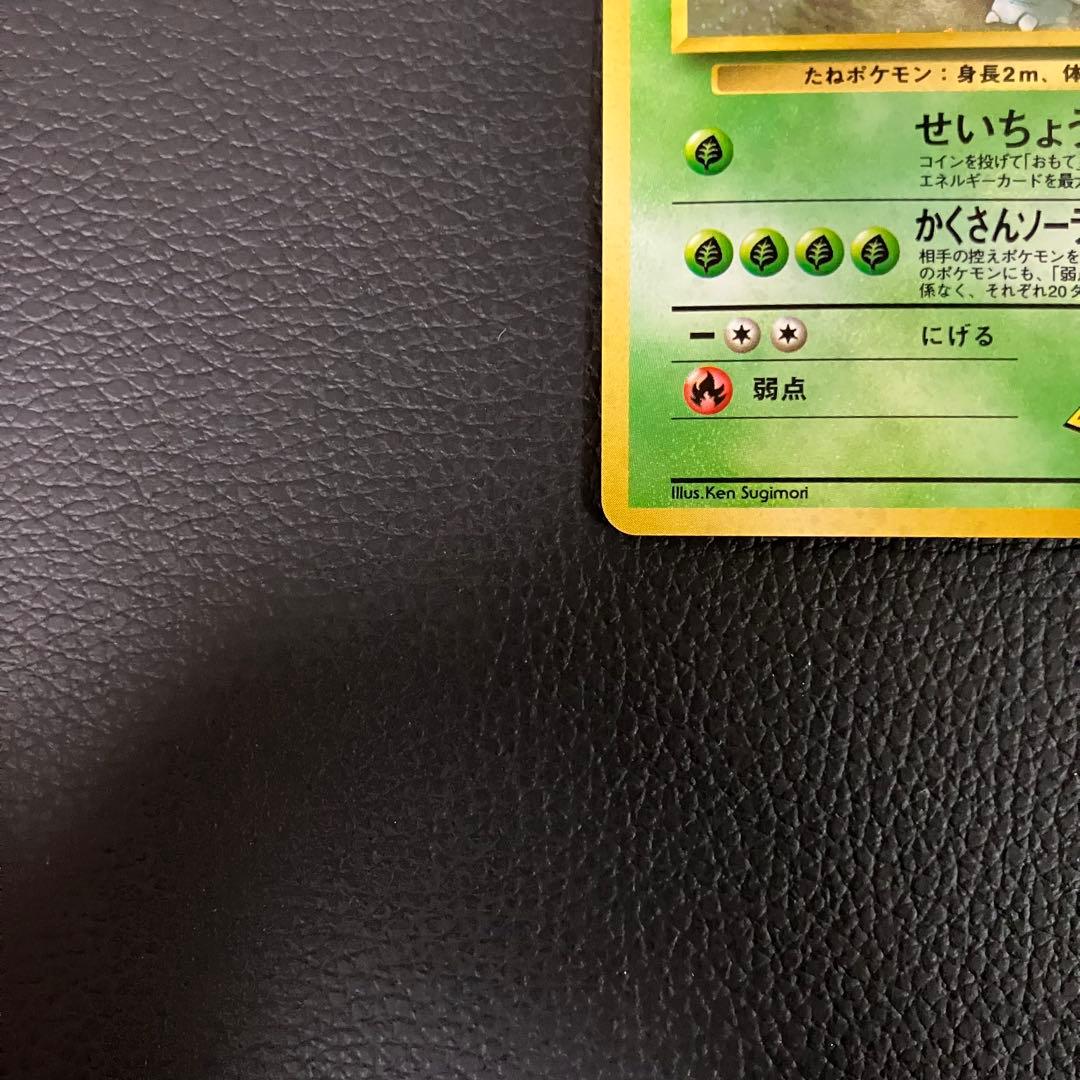 たねポケモン：身長2m、体
せいちょう
コインを投げて「おもて」
エネルギーカードを最大
かくさんソーラ
相手の控えポケモンを
のポケモンにも、「弱点
係なく、それぞれ20ダ
にげる
弱点
Illus.Ken Sugimori